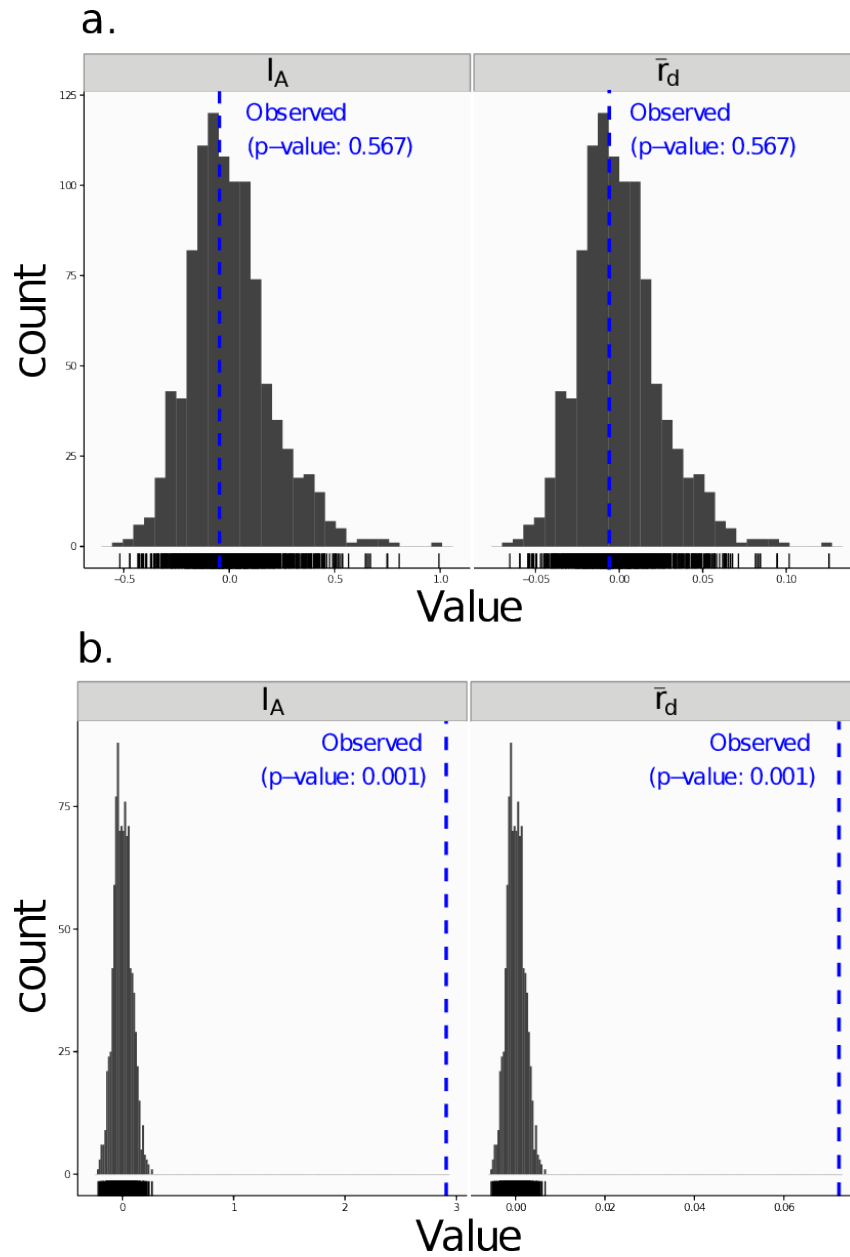 a.
I_A
r̄_d
Observed
(p−value: 0.567)
Observed
(p−value: 0.567)
count
125
100
75
50
25
0
−0.5 0.0 0.5 1.0
−0.05 0.00 0.05 0.10
Value
b.
I_A
r̄_d
Observed
(p−value: 0.001)
Observed
(p−value: 0.001)
count
75
50
25
0
0 1 2 3
0.00 0.02 0.04 0.06
Value